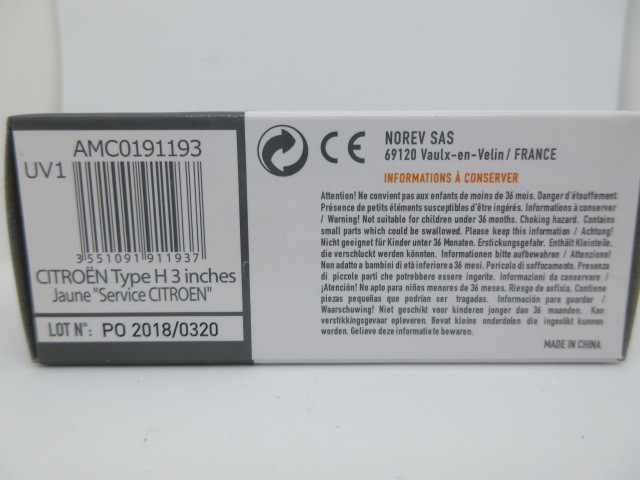 AMC0191193
UV1
3551091 911937
CITROËN Type H 3 inches
Jaune "Service CITROEN"
LOT N°: PO 2018/0320
CE
NOREV SAS
69120 Vaulx-en-Velin / FRANCE
INFORMATIONS À CONSERVER
Attention! Ne convient pas aux enfants de moins de 36 mois. Danger d'étouffement.
Présence de petits éléments susceptibles d'être ingérés. Informations à conserver
/ Warning! Not suitable for children under 36 months. Choking hazard. Contains
small parts which could be swallowed. Please keep this information / Achtung!
Nicht geeignet für Kinder unter 36 Monaten. Erstickungsgefahr. Enthält Kleinteile,
die verschluckt werden könnten. Informationen bitte aufbewahren / Attenzione!
Non adatto a bambini di età inferiore a 36 mesi. Pericolo di soffocamento. Presenza
di piccole parti che potrebbero essere ingerite. Informazioni da conservare /
¡Atención! No apto para niños menores de 36 meses. Riesgo de asfixia. Contiene
piezas pequeñas que podrían ser tragadas. Información para guardar /
Waarschuwing! Niet geschikt voor kinderen jonger dan 36 maanden. Kan
verstikkingsgevaar opleveren. Bevat kleine onderdelen die ingeslikt kunnen
worden. Gelieve deze informatie te bewaren.
MADE IN CHINA